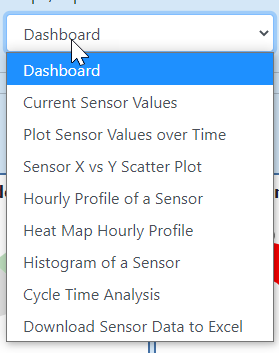 Dashboard
Dashboard
Current Sensor Values
Plot Sensor Values over Time
Sensor X vs Y Scatter Plot
Hourly Profile of a Sensor
Heat Map Hourly Profile
Histogram of a Sensor
Cycle Time Analysis
Download Sensor Data to Excel